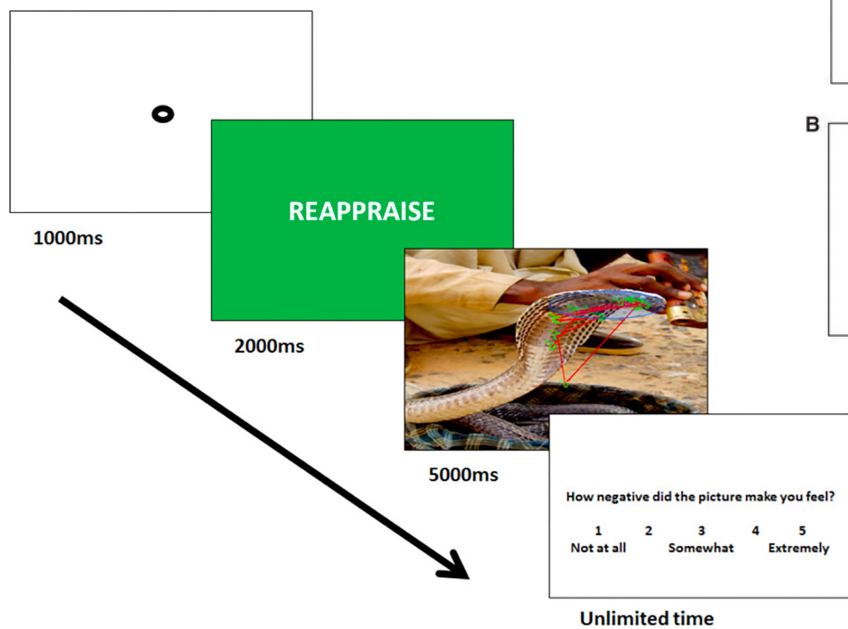 1000ms
B
REAPPRAISE
2000ms
5000ms
How negative did the picture make you feel?
1 2 3 4 5
Not at all Somewhat Extremely
Unlimited time